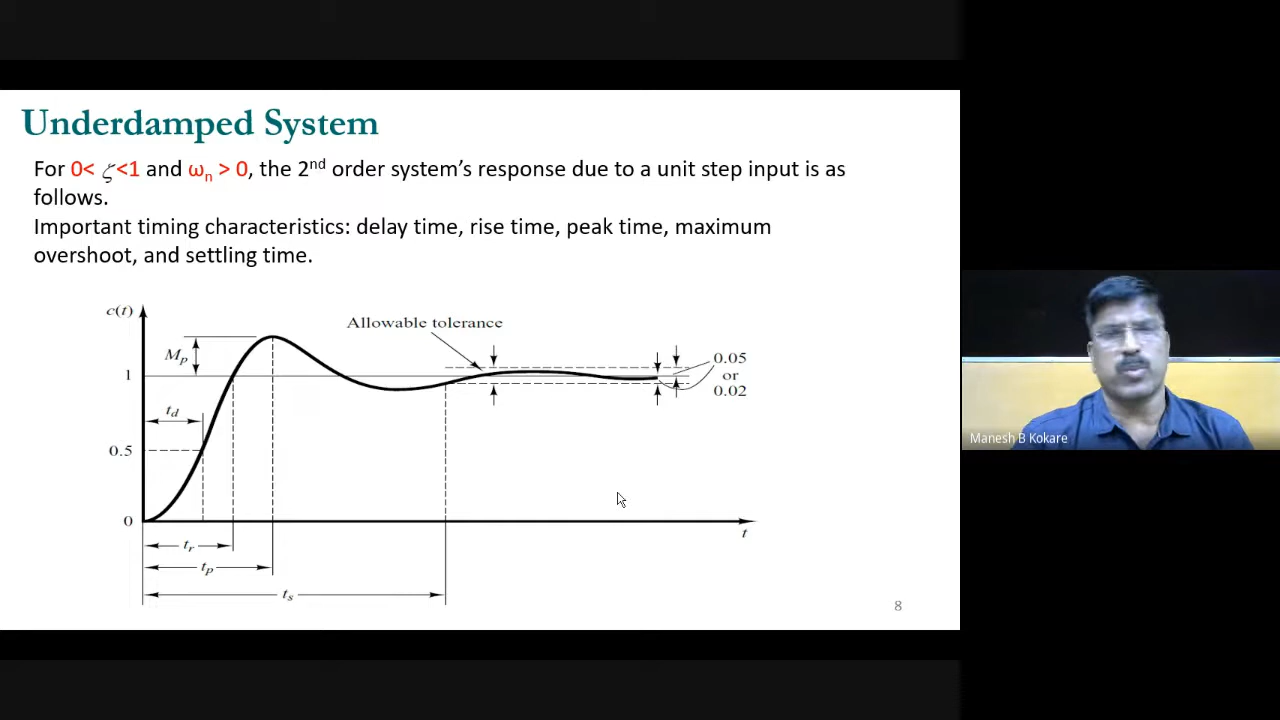 Underdamped System
For 0< ζ <1 and ωn > 0, the 2nd order system’s response due to a unit step input is as
follows.
Important timing characteristics: delay time, rise time, peak time, maximum
overshoot, and settling time.
c(t)
Allowable tolerance
Mp
0.05
1
or
0.02
td
0.5
0
t
tr
tp
ts
8
Manesh B Kokare